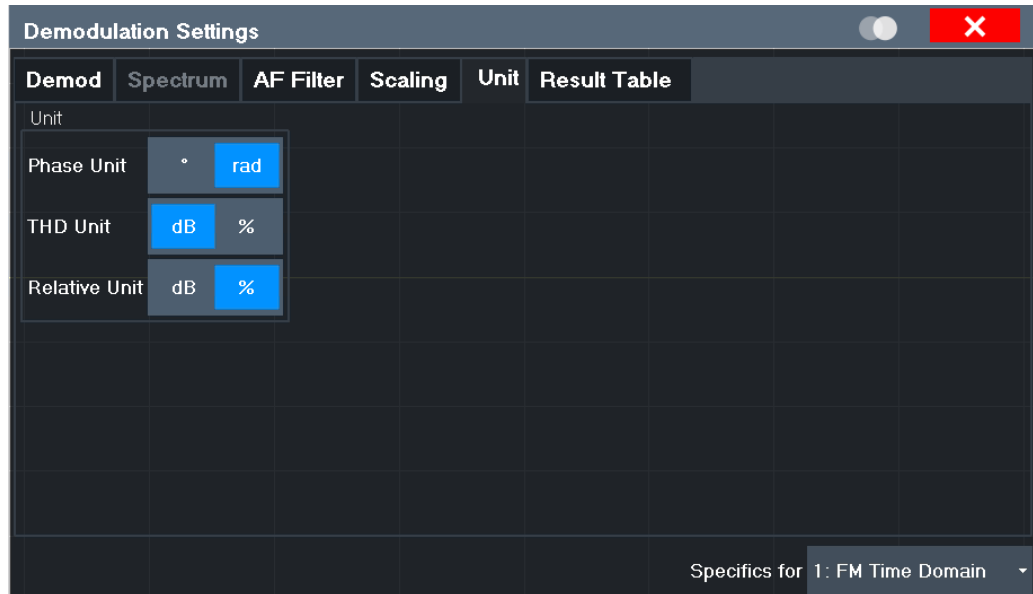 Demodulation Settings
Demod Spectrum AF Filter Scaling Unit Result Table
Unit
Phase Unit ° rad
THD Unit dB %
Relative Unit dB %
Specifics for 1: FM Time Domain